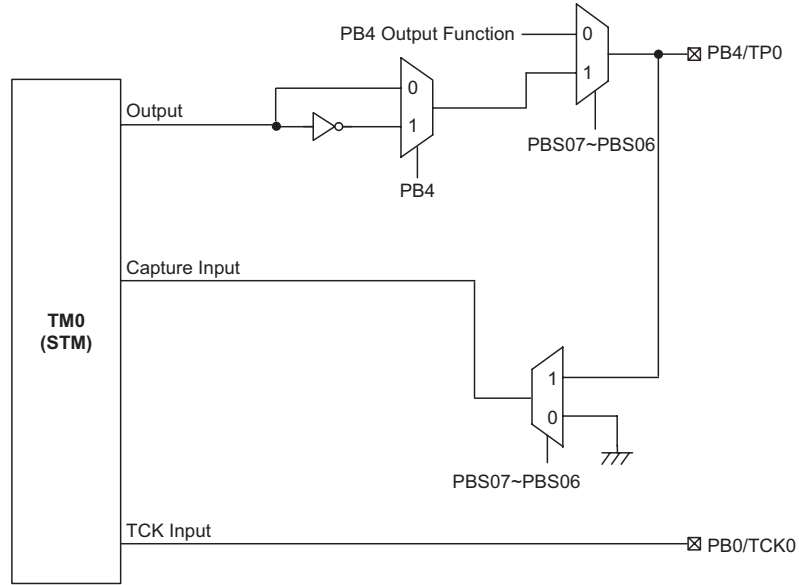 PB4 Output Function
0
1
PB4/TP0
PBS07~PBS06
Output
0
1
PB4
Capture Input
TM0
(STM)
1
0
PBS07~PBS06
TCK Input
PB0/TCK0